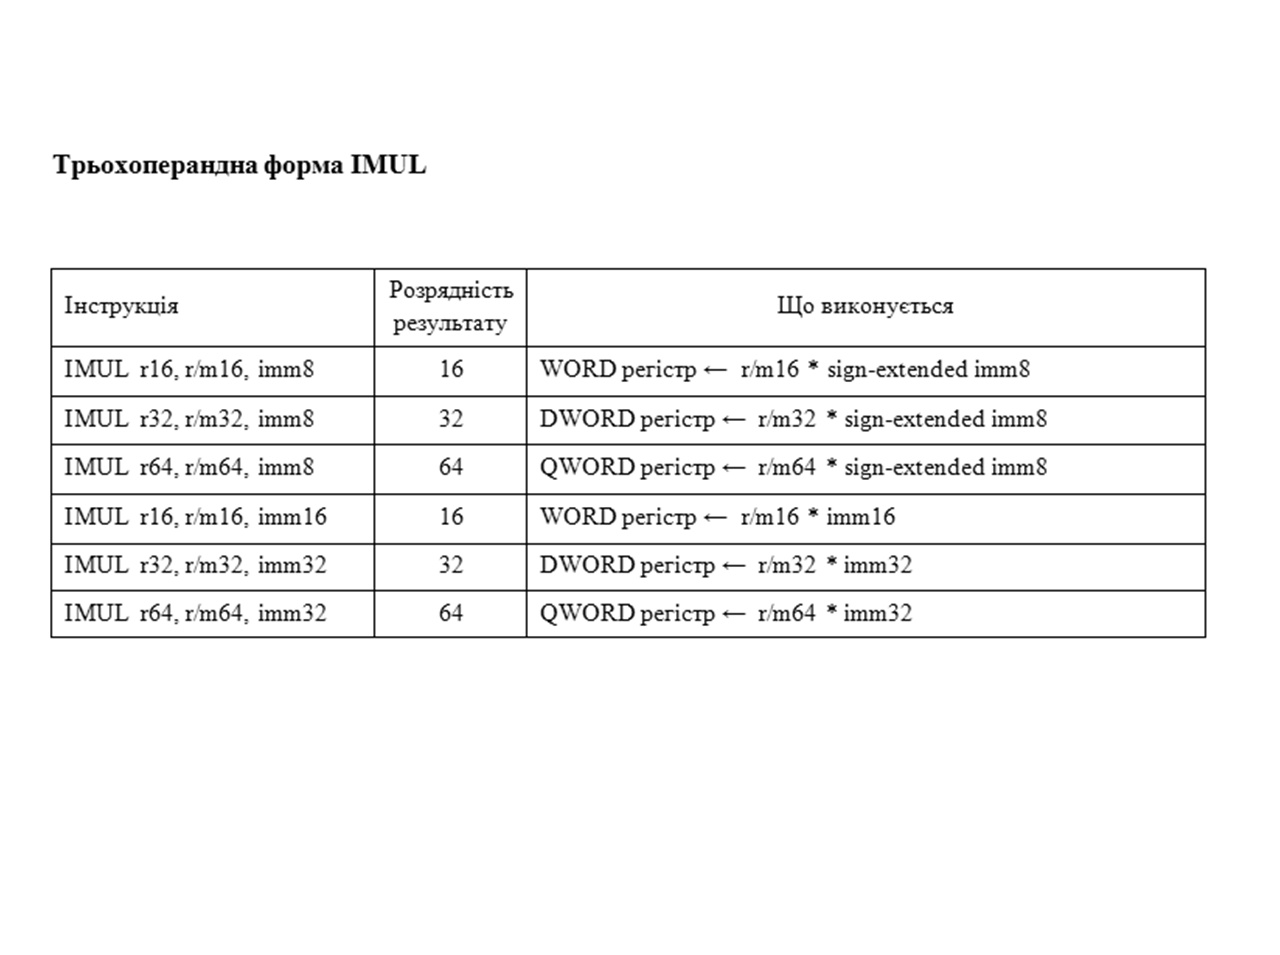 Трьохоперандна форма IMUL
Інструкція
Розрядність
результату
Що виконується
IMUL r16, r/m16, imm8
16
WORD регістр ← r/m16 * sign-extended imm8
IMUL r32, r/m32, imm8
32
DWORD регістр ← r/m32 * sign-extended imm8
IMUL r64, r/m64, imm8
64
QWORD регістр ← r/m64 * sign-extended imm8
IMUL r16, r/m16, imm16
16
WORD регістр ← r/m16 * imm16
IMUL r32, r/m32, imm32
32
DWORD регістр ← r/m32 * imm32
IMUL r64, r/m64, imm32
64
QWORD регістр ← r/m64 * imm32